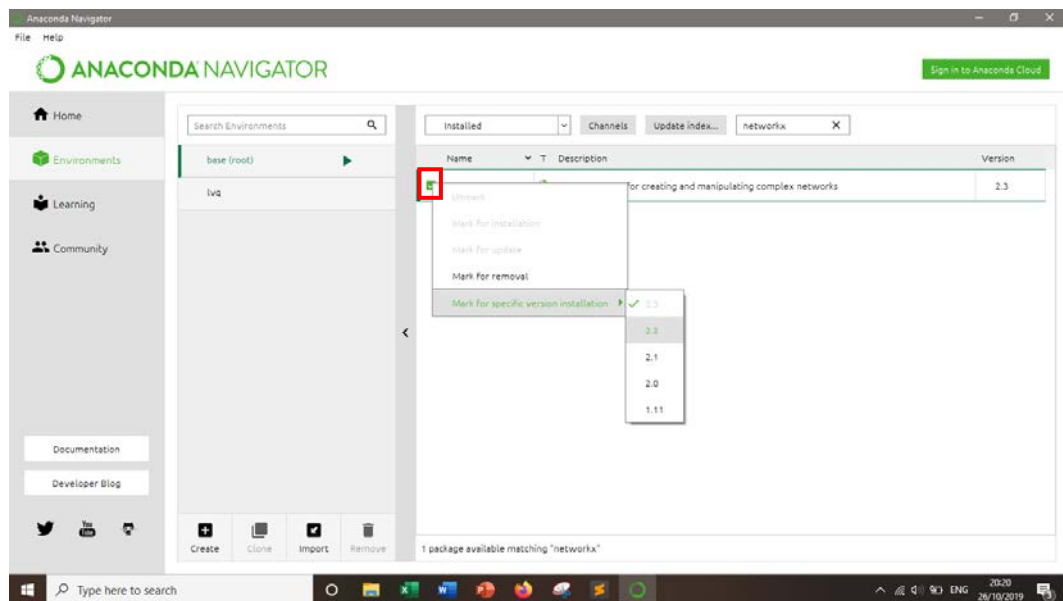 Anaconda Navigator
File Help
ANACONDA NAVIGATOR
Sign in to Anaconda Cloud
Home
Environments
Learning
Community
Documentation
Developer Blog
You
Tube
Search Environments
base (root)
lvq
Create Clone Import Remove
Installed Channels Update index... networkx X
Name T Description Version
for creating and manipulating complex networks 2.3
Unmark
Mark for installation
Mark for update
Mark for removal
Mark for specific version installation
2.3
2.2
2.1
2.0
1.11
1 package available matching "networkx"
Type here to search
ENG
20:20
26/10/2019